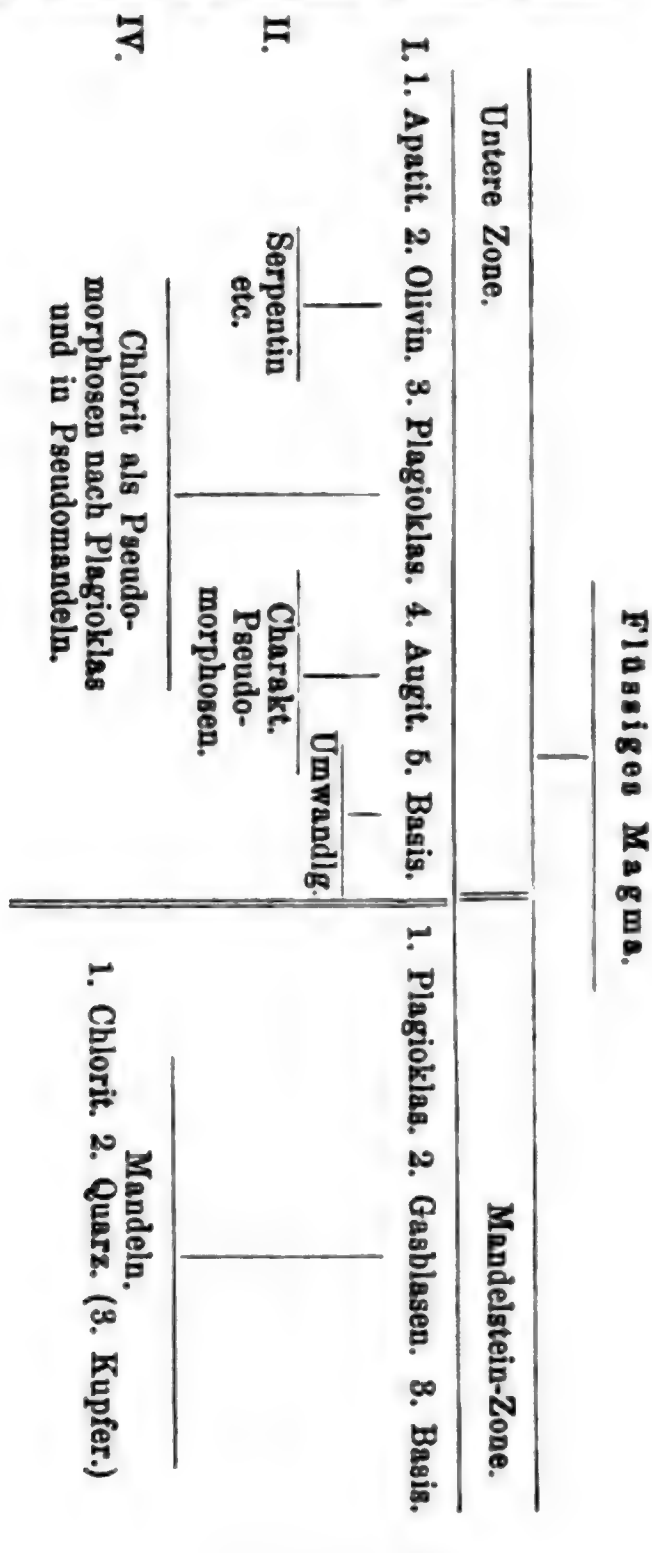 Flüssiges Magma.
Untere Zone. Mandelstein-Zone.
I. 1. Apatit. 2. Olivin. 3. Plagioklas. 4. Augit. 5. Basis. 1. Plagioklas. 2. Gasblasen. 3. Basis.
Umwandlg.
II. Serpentin
etc.
Charakt.
Pseudo-
morphosen.
IV. Chlorit als Pseudo-
morphosen nach Plagioklas
und in Pseudomandeln.
Mandeln.
1. Chlorit. 2. Quarz. (3. Kupfer.)